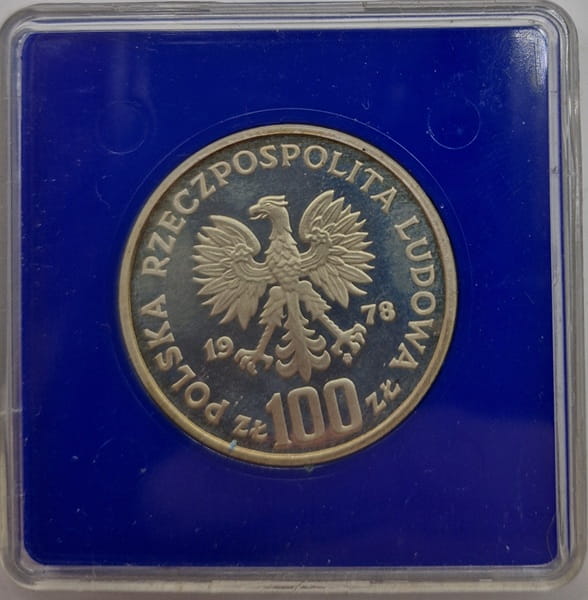 POLSKA RZECZPOSPOLITA LUDOWA
19 78
ZŁ 100 ZŁ